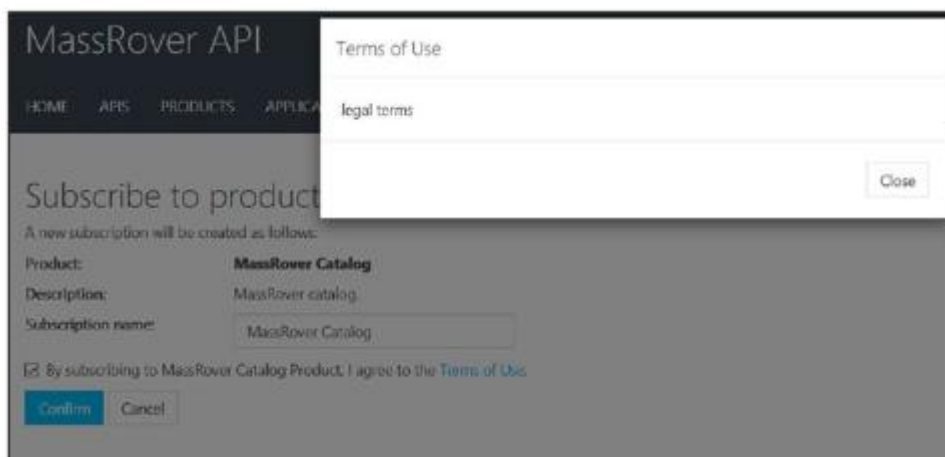 MassRover API
HOME APIS PRODUCTS APPLICA
Terms of Use
legal terms
Close
Subscribe to product
A new subscription will be created as follows:
Product: MassRover Catalog
Description: MassRover catalog.
Subscription name: MassRover Catalog
By subscribing to MassRover Catalog Product, I agree to the Terms of Use.
Confirm Cancel